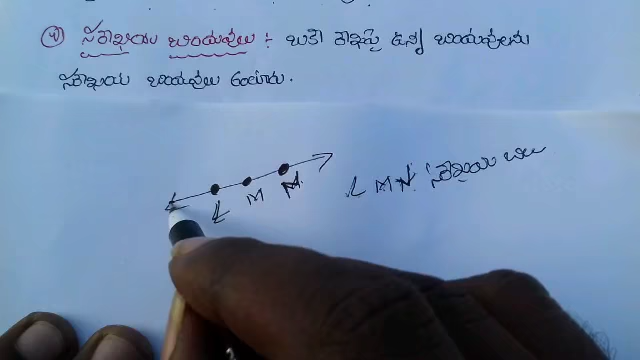 4) సరేఖీయ బిందువులు : ఒకే రేఖపై ఉన్న బిందువులను
సరేఖీయ బిందువులు అంటారు.
L M N సరేఖీయ
L M N